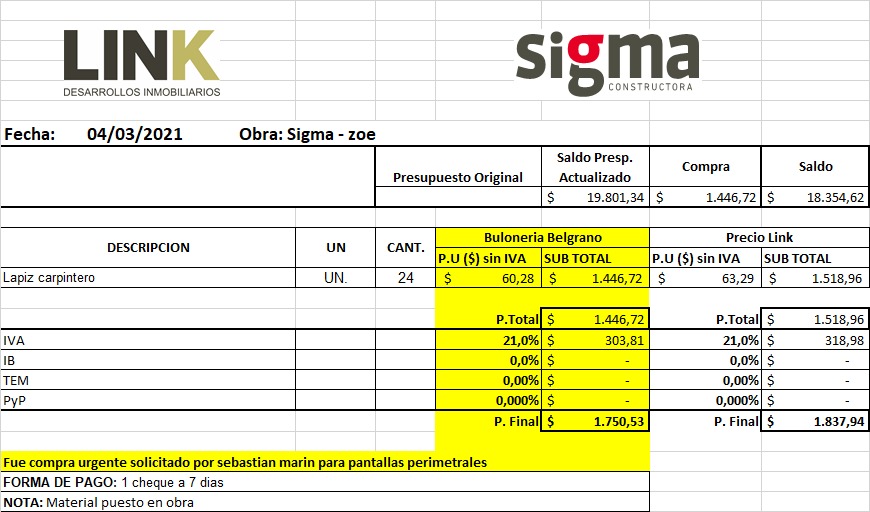 LINK
DESARROLLOS INMOBILIARIOS
sigma
CONSTRUCTORA
Fecha: 04/03/2021 Obra: Sigma - zoe
Presupuesto Original Saldo Presp. Actualizado Compra Saldo
$ 19.801,34 $ 1.446,72 $ 18.354,62
DESCRIPCION UN CANT. Buloneria Belgrano Precio Link
P.U ($) sin IVA SUB TOTAL P.U ($) sin IVA SUB TOTAL
Lapiz carpintero UN. 24 $ 60,28 $ 1.446,72 $ 63,29 $ 1.518,96
P.Total $ 1.446,72 P.Total $ 1.518,96
IVA 21,0% $ 303,81 21,0% $ 318,98
IB 0,0% $ - 0,0% $ -
TEM 0,00% $ - 0,00% $ -
PyP 0,000% $ - 0,000% $ -
P. Final $ 1.750,53 P. Final $ 1.837,94
Fue compra urgente solicitado por sebastian marin para pantallas perimetrales
FORMA DE PAGO: 1 cheque a 7 dias
NOTA: Material puesto en obra